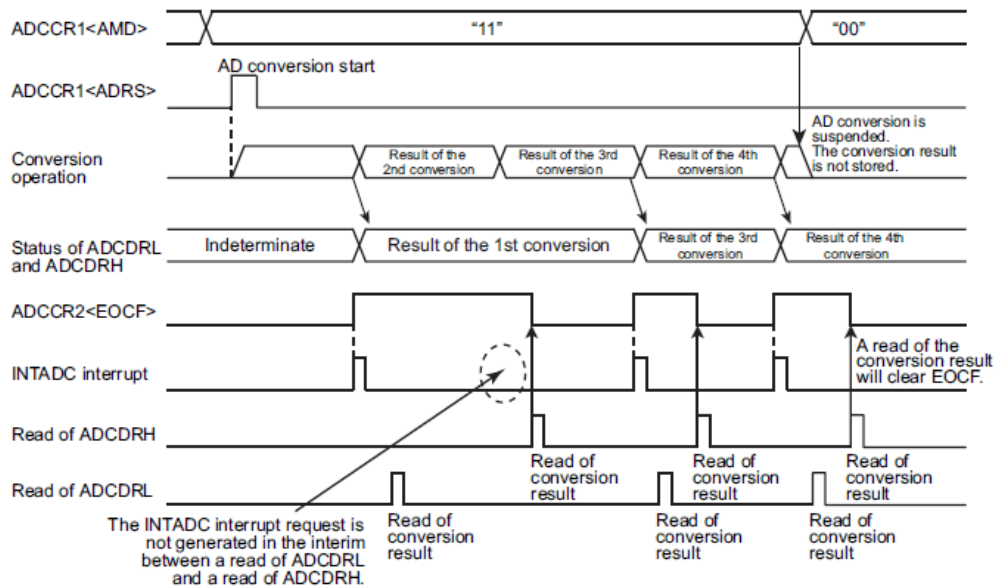 ADCCR1<AMD>
“11”
“00”
AD conversion start
ADCCR1<ADRS>
AD conversion is
suspended.
The conversion result
is not stored.
Conversion
operation
Result of the
2nd conversion
Result of the 3rd
conversion
Result of the 4th
conversion
Status of ADCDRL
and ADCDRH
Indeterminate
Result of the 1st conversion
Result of the 3rd
conversion
Result of the 4th
conversion
ADCCR2<EOCF>
A read of the
conversion result
will clear EOCF.
INTADC interrupt
Read of ADCDRH
Read of
conversion
result
Read of
conversion
result
Read of
conversion
result
Read of ADCDRL
Read of
conversion
result
Read of
conversion
result
Read of
conversion
result
The INTADC interrupt request is
not generated in the interim
between a read of ADCDRL
and a read of ADCDRH.